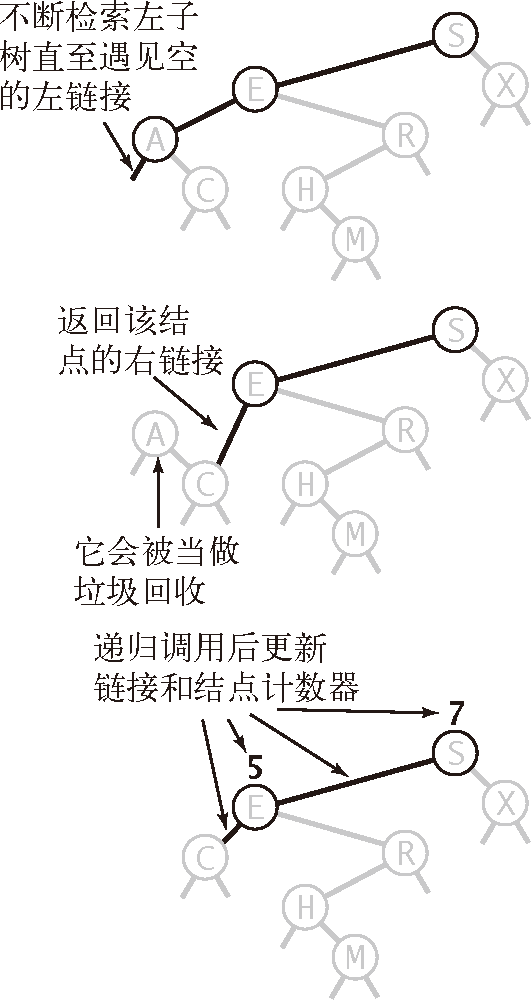 不断检索左子
树直至遇见空
的左链接
S
E
X
A
R
C
H
M
返回该结
点的右链接
S
E
X
A
R
C
H
M
它会被当做
垃圾回收
递归调用后更新
链接和结点计数器
7
5
S
E
X
C
R
H
M